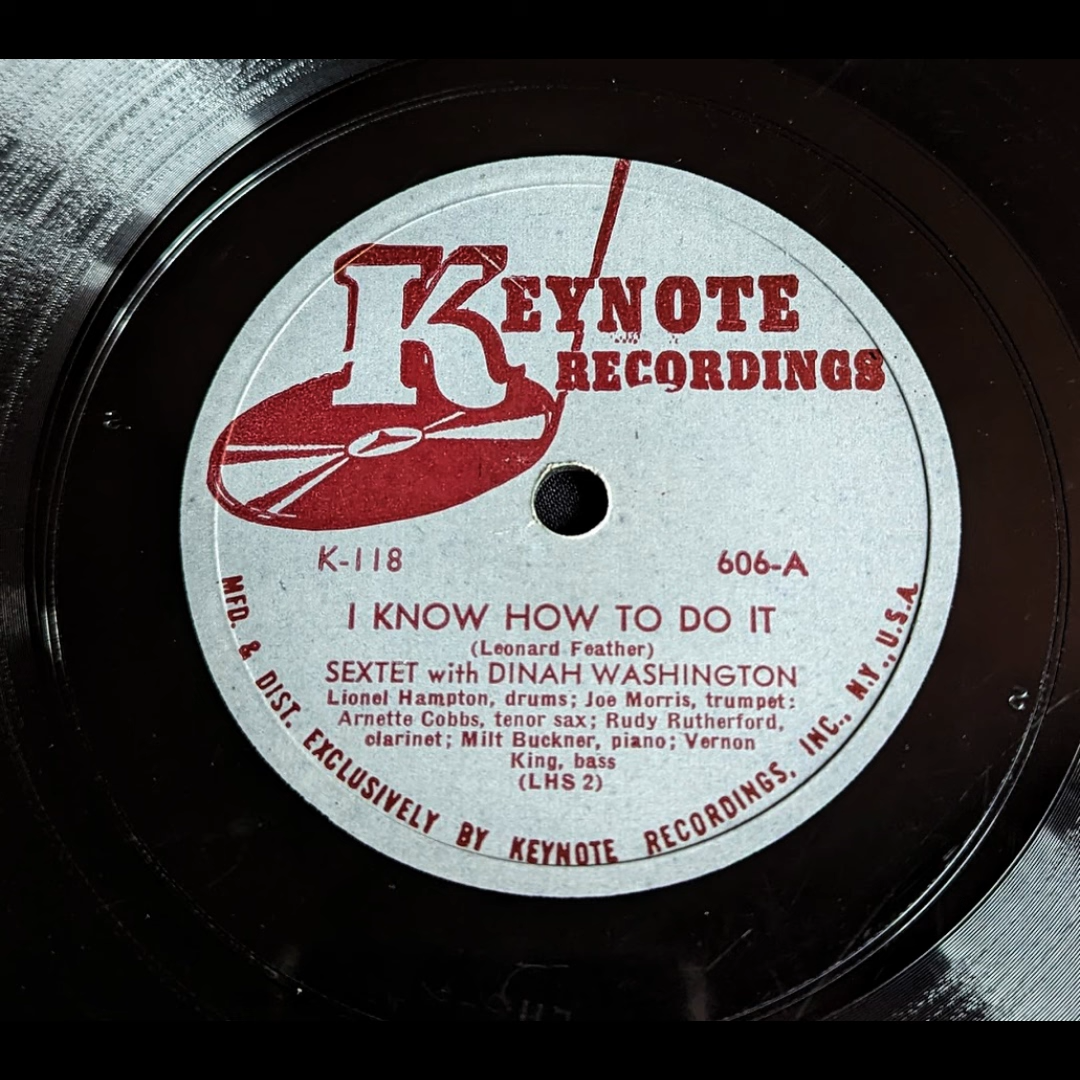 KEYNOTE
RECORDINGS
K-118
606-A
I KNOW HOW TO DO IT
(Leonard Feather)
SEXTET with DINAH WASHINGTON
Lionel Hampton, drums; Joe Morris, trumpet;
Arnette Cobbs, tenor sax; Rudy Rutherford,
clarinet; Milt Buckner, piano; Vernon
King, bass
(LHS 2)
MFD. & DIST. EXCLUSIVELY BY KEYNOTE RECORDINGS, INC., N.Y., U.S.A.